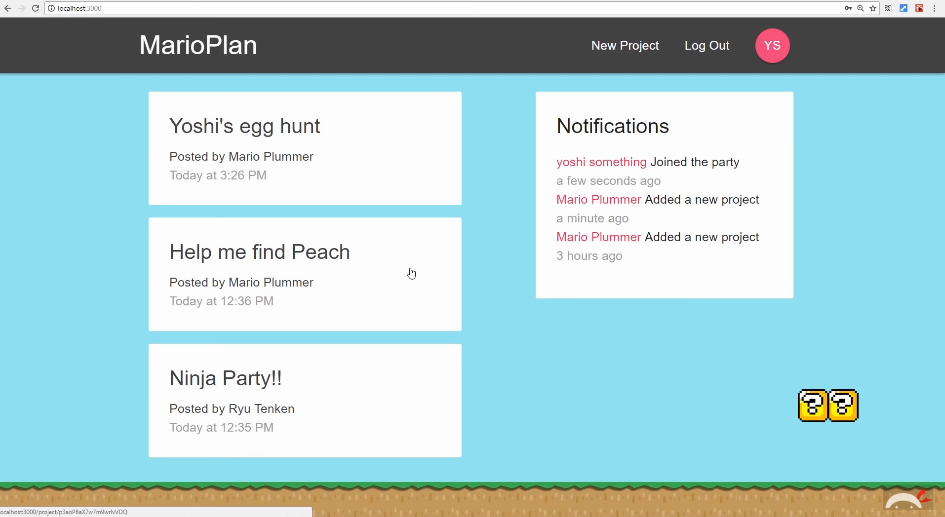 localhost:3000
MarioPlan
New Project
Log Out
YS
Yoshi's egg hunt
Posted by Mario Plummer
Today at 3:26 PM
Help me find Peach
Posted by Mario Plummer
Today at 12:36 PM
Ninja Party!!
Posted by Ryu Tenken
Today at 12:35 PM
Notifications
yoshi something Joined the party
a few seconds ago
Mario Plummer Added a new project
a minute ago
Mario Plummer Added a new project
3 hours ago
? ?